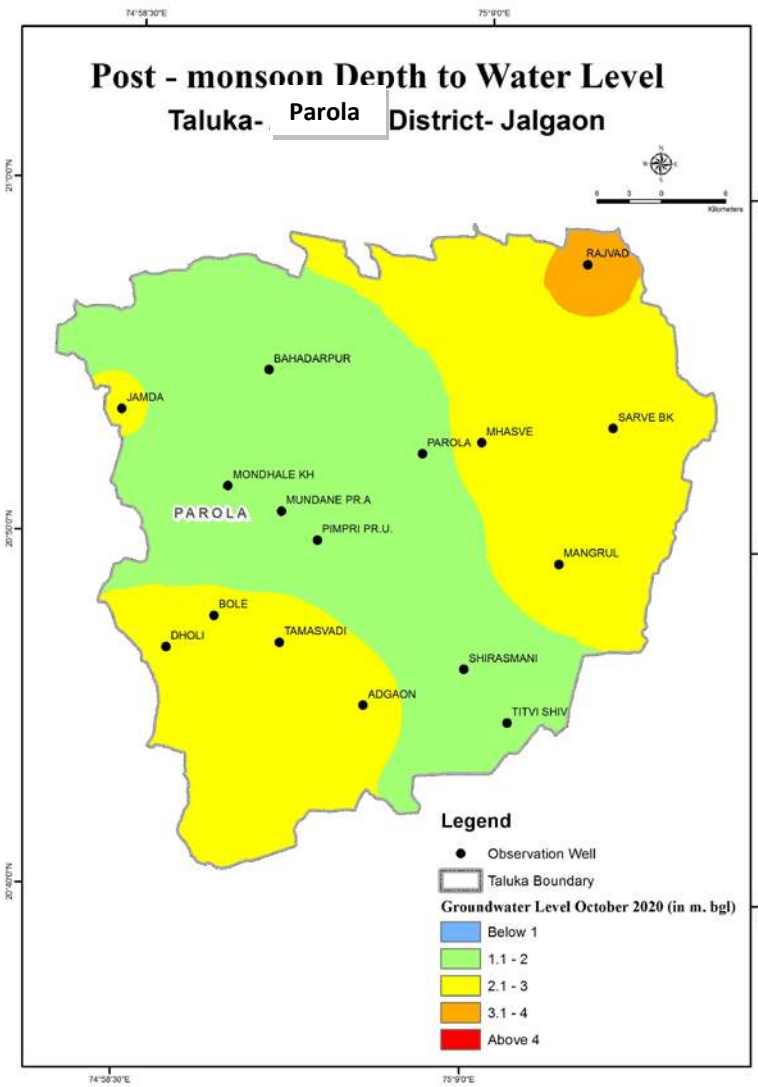 74°58'30"E 75°9'0"E
Post - monsoon Depth to Water Level
Taluka- Parola District- Jalgaon
N
W E
S
21°0'0"N
6 3 0 6
Kilometers
RAJVAD
BAHADARPUR
JAMDA
SARVE BK
MHASVE
PAROLA
MONDHALE KH
MUNDANE PR.A
PAROLA
PIMPRI PR.U.
20°50'0"N
MANGRUL
BOLE
DHOLI
TAMASVADI
SHIRASMANI
ADGAON
TITVI SHIV
Legend
Observation Well
Taluka Boundary
20°40'0"N
Groundwater Level October 2020 (in m. bgl)
Below 1
1.1 - 2
2.1 - 3
3.1 - 4
Above 4
74°58'30"E 75°9'0"E